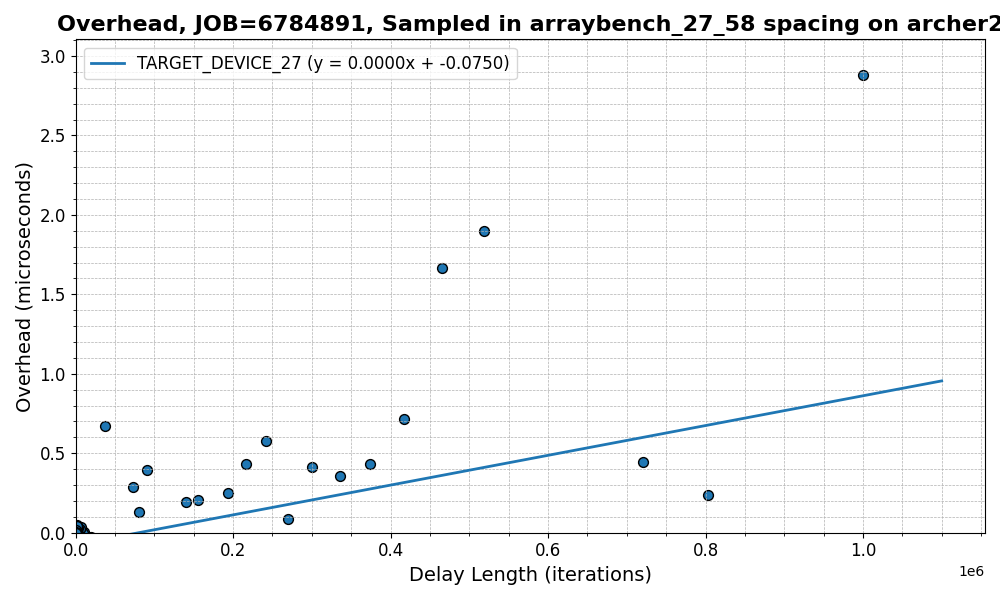 Overhead, JOB=6784891, Sampled in arraybench_27_58 spacing on archer2
TARGET_DEVICE_27 (y = 0.0000x + -0.0750)
Overhead (microseconds)
3.0
2.5
2.0
1.5
1.0
0.5
0.0
0.0 0.2 0.4 0.6 0.8 1.0
1e6
Delay Length (iterations)